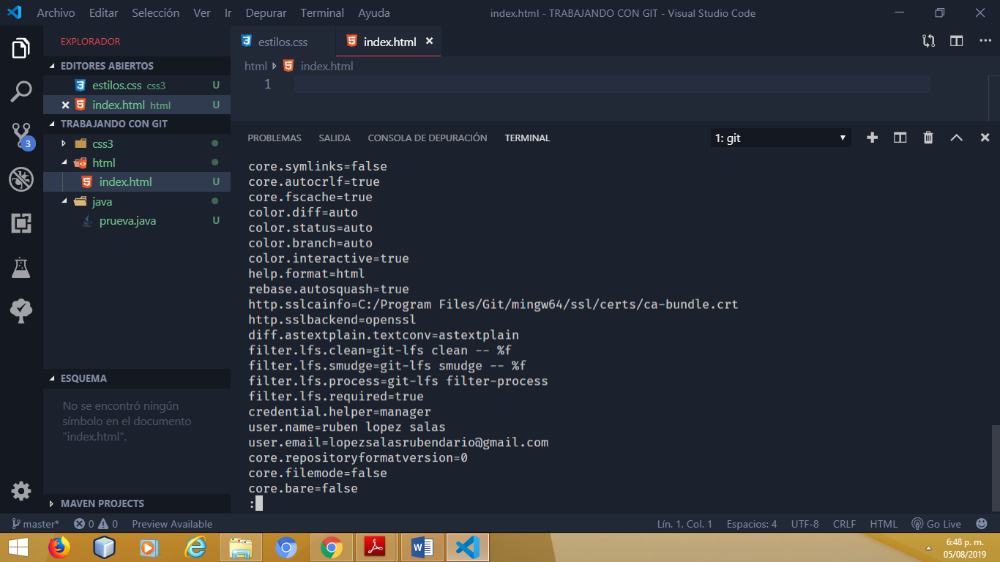 Archivo Editar Selección Ver Ir Depurar Terminal Ayuda
index.html - TRABAJANDO CON GIT - Visual Studio Code
EXPLORADOR
EDITORES ABIERTOS
estilos.css css3 U
index.html html U
TRABAJANDO CON GIT
css3
html
index.html U
java
prueva.java U
3
ESQUEMA
No se encontró ningún
símbolo en el documento
"index.html".
MAVEN PROJECTS
estilos.css
index.html
html index.html
1
PROBLEMAS SALIDA CONSOLA DE DEPURACIÓN TERMINAL
1: git
core.symlinks=false
core.autocrlf=true
core.fscache=true
color.diff=auto
color.status=auto
color.branch=auto
color.interactive=true
help.format=html
rebase.autosquash=true
http.sslcainfo=C:/Program Files/Git/mingw64/ssl/certs/ca-bundle.crt
http.sslbackend=openssl
diff.astextplain.textconv=astextplain
filter.lfs.clean=git-lfs clean -- %f
filter.lfs.smudge=git-lfs smudge -- %f
filter.lfs.process=git-lfs filter-process
filter.lfs.required=true
credential.helper=manager
user.name=ruben lopez salas
user.email=lopezsalasrubendario@gmail.com
core.repositoryformatversion=0
core.filemode=false
core.bare=false
:
master* 0 0 Preview Available
Lín. 1, Col. 1 Espacios: 4 UTF-8 CRLF HTML Go Live
6:48 p. m.
05/08/2019